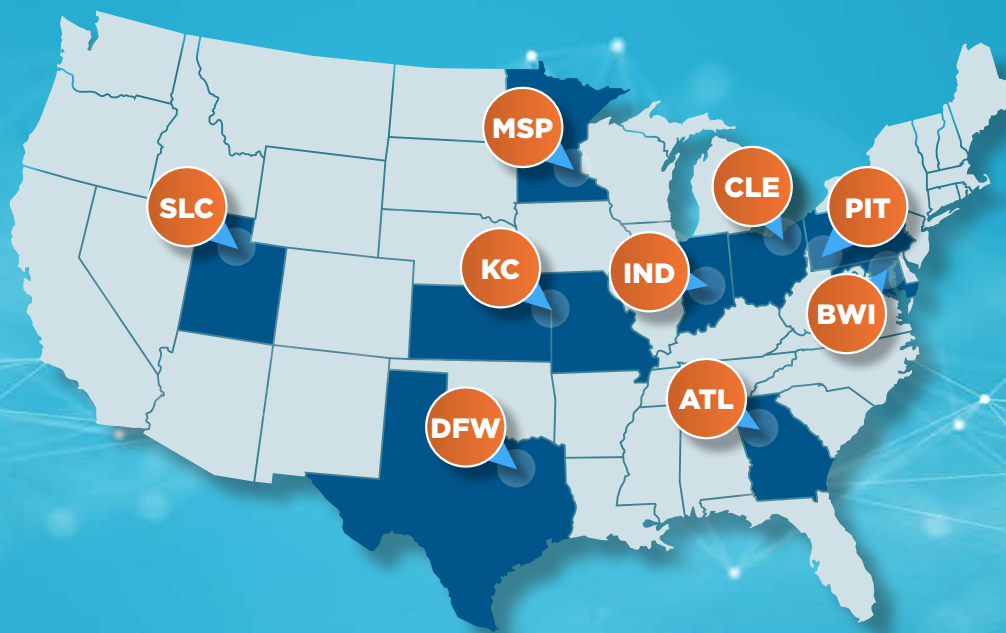 MSP
CLE
SLC
PIT
KC
IND
BWI
ATL
DFW